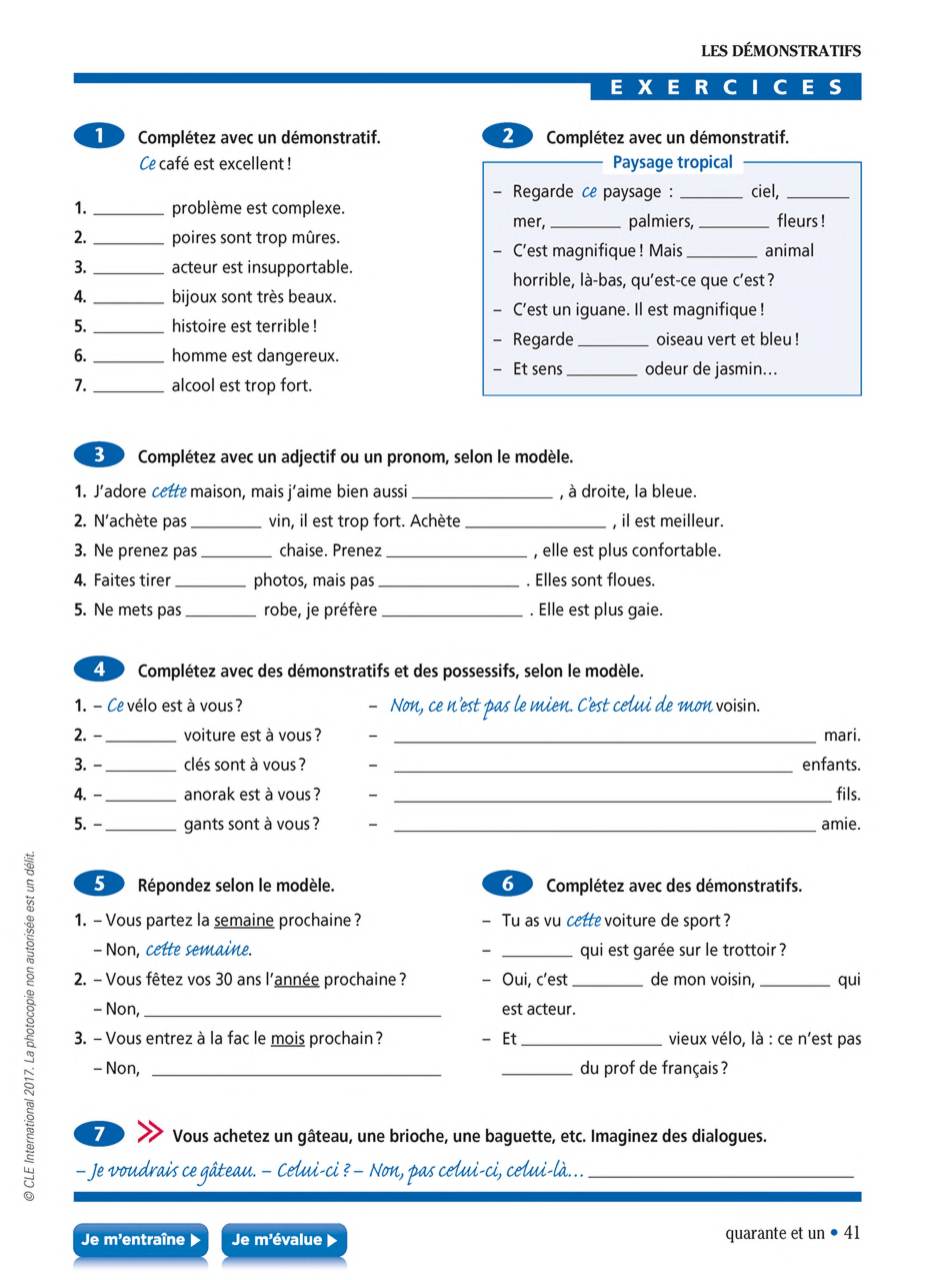 LES DÉMONSTRATIFS
EXERCICES
1 Complétez avec un démonstratif.
Ce café est excellent !
1. ________ problème est complexe.
2. ________ poires sont trop mûres.
3. ________ acteur est insupportable.
4. ________ bijoux sont très beaux.
5. ________ histoire est terrible !
6. ________ homme est dangereux.
7. ________ alcool est trop fort.
2 Complétez avec un démonstratif.
Paysage tropical
– Regarde ce paysage : ________ ciel, ________
mer, ________ palmiers, ________ fleurs !
– C'est magnifique ! Mais ________ animal
horrible, là-bas, qu'est-ce que c'est ?
– C'est un iguane. Il est magnifique !
– Regarde ________ oiseau vert et bleu !
– Et sens ________ odeur de jasmin…
3 Complétez avec un adjectif ou un pronom, selon le modèle.
1. J'adore cette maison, mais j'aime bien aussi ________________ , à droite, la bleue.
2. N'achète pas ________ vin, il est trop fort. Achète ________________ , il est meilleur.
3. Ne prenez pas ________ chaise. Prenez ________________ , elle est plus confortable.
4. Faites tirer ________ photos, mais pas ________________ . Elles sont floues.
5. Ne mets pas ________ robe, je préfère ________________ . Elle est plus gaie.
4 Complétez avec des démonstratifs et des possessifs, selon le modèle.
1. – Ce vélo est à vous ? – Non, ce n'est pas le mien. C'est celui de mon voisin.
2. – ________ voiture est à vous ? – ________________ mari.
3. – ________ clés sont à vous ? – ________________ enfants.
4. – ________ anorak est à vous ? – ________________ fils.
5. – ________ gants sont à vous ? – ________________ amie.
5 Répondez selon le modèle.
1. – Vous partez la semaine prochaine ?
– Non, cette semaine.
2. – Vous fêtez vos 30 ans l'année prochaine ?
– Non, ________________
3. – Vous entrez à la fac le mois prochain ?
– Non, ________________
6 Complétez avec des démonstratifs.
– Tu as vu cette voiture de sport ?
– ________ qui est garée sur le trottoir ?
– Oui, c'est ________ de mon voisin, ________ qui
est acteur.
– Et ________________ vieux vélo, là : ce n'est pas
________ du prof de français ?
7 Vous achetez un gâteau, une brioche, une baguette, etc. Imaginez des dialogues.
– Je voudrais ce gâteau. – Celui-ci ? – Non, pas celui-ci, celui-là… ________________
© CLE International 2017. La photocopie non autorisée est un délit.
Je m'entraîne
Je m'évalue
quarante et un • 41